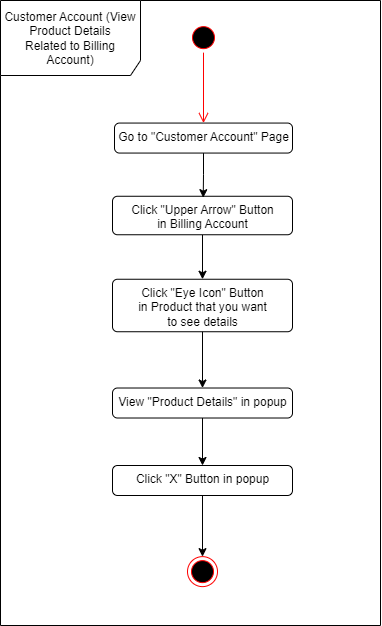 Customer Account (View
Product Details
Related to Billing
Account)
Go to "Customer Account" Page
Click "Upper Arrow" Button
in Billing Account
Click "Eye Icon" Button
in Product that you want
to see details
View "Product Details" in popup
Click "X" Button in popup